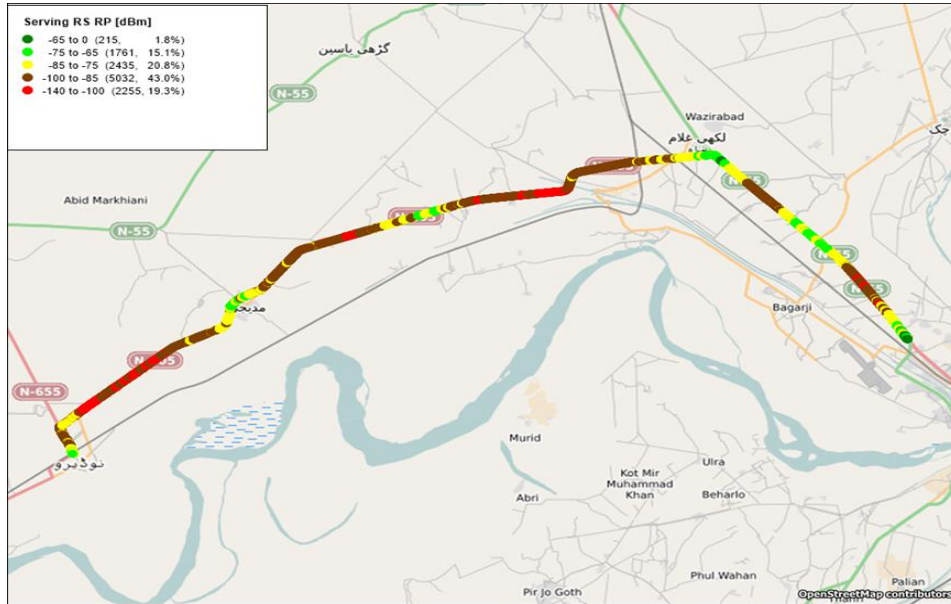 Serving RS RP [dBm]
-65 to 0 (215, 1.8%)
-75 to -65 (1761, 15.1%)
-85 to -75 (2435, 20.8%)
-100 to -85 (5032, 43.0%)
-140 to -100 (2255, 19.3%)
گڑھی یاسین
N-55
Wazirabad
لکھی غلام
شاہ
جک
Abid Markhiani
N-55
مدیجی
Bagarji
N-655
نوڈیرو
Murid
Ulra
Kot Mir
Muhammad
Khan
Beharlo
Abri
Phul Wahan
Palian
Pir Jo Goth
OpenStreetMap contributors